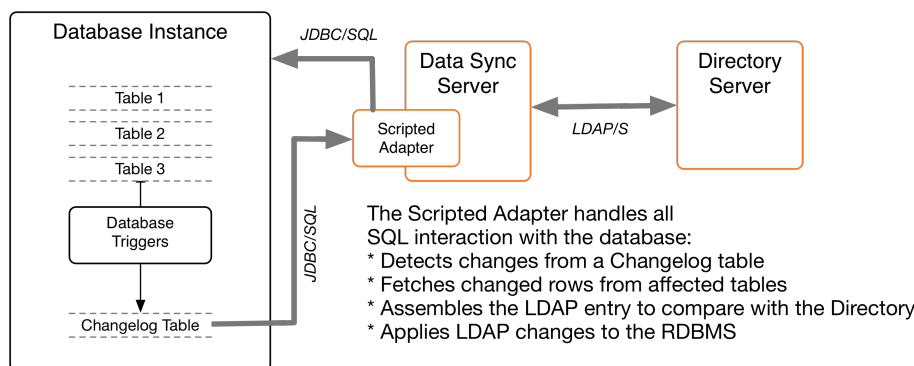 Database Instance
Table 1
Table 2
Table 3
Database
Triggers
Changelog Table
JDBC/SQL
JDBC/SQL
Data Sync
Server
Scripted
Adapter
LDAP/S
Directory
Server
The Scripted Adapter handles all
SQL interaction with the database:
* Detects changes from a Changelog table
* Fetches changed rows from affected tables
* Assembles the LDAP entry to compare with the Directory
* Applies LDAP changes to the RDBMS